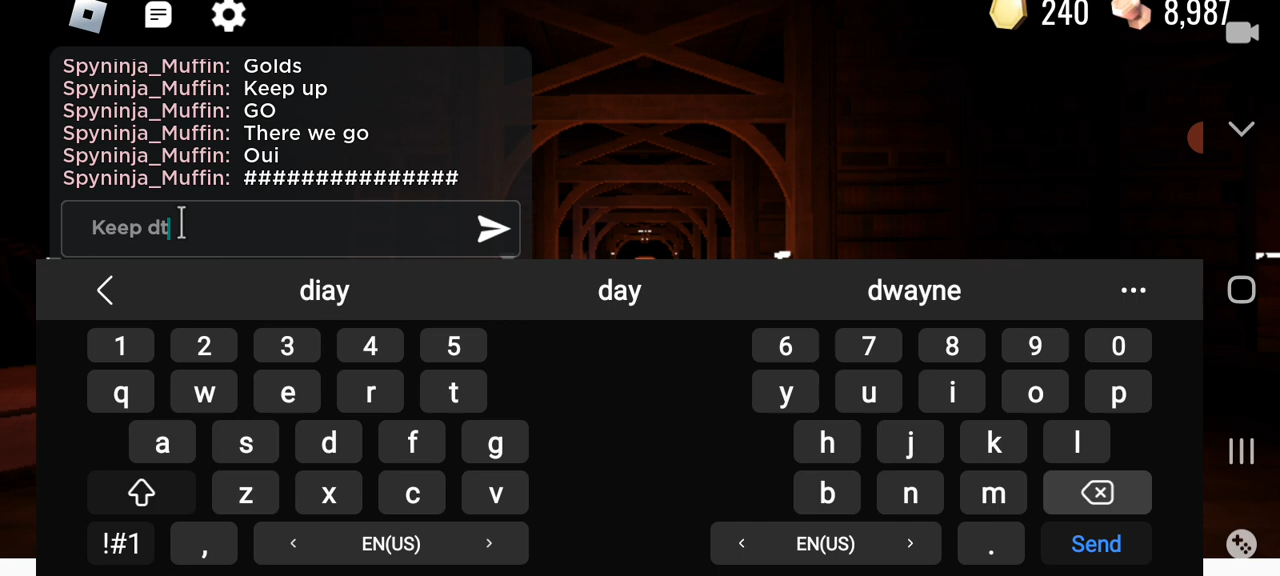 240 8,987
Spyninja_Muffin: Golds
Spyninja_Muffin: Keep up
Spyninja_Muffin: GO
Spyninja_Muffin: There we go
Spyninja_Muffin: Oui
Spyninja_Muffin: ###############
Keep dt
diay day dwayne
1 2 3 4 5 6 7 8 9 0
q w e r t y u i o p
a s d f g h j k l
z x c v b n m
!#1 , < EN(US) > < EN(US) > . Send